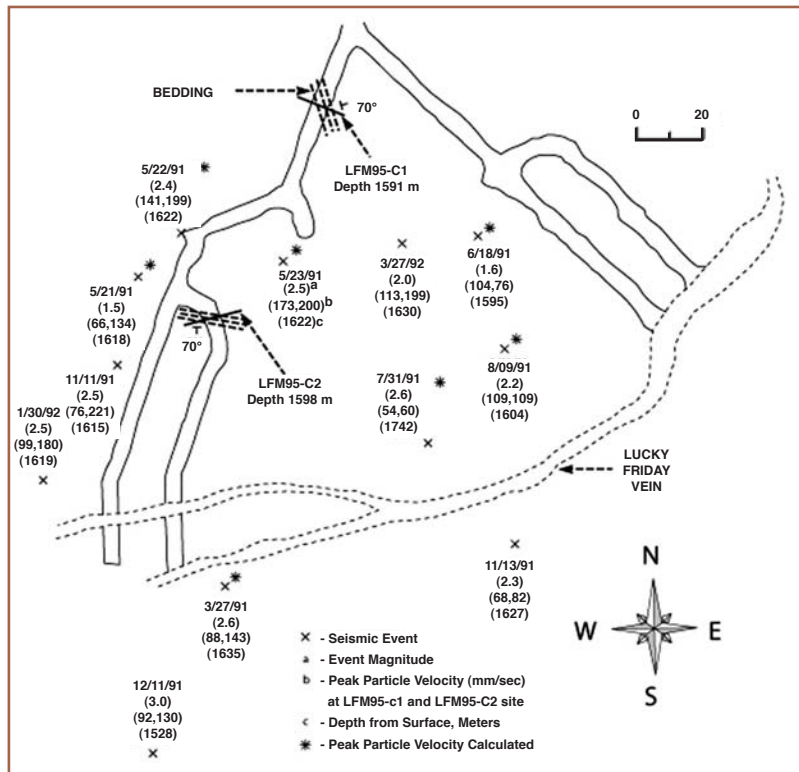 BEDDING
70°
0 20
LFM95-C1
Depth 1591 m
5/22/91
(2.4)
(141,199)
(1622)
5/21/91
(1.5)
(66,134)
(1618)
5/23/91
(2.5)a
(173,200)b
(1622)c
3/27/92
(2.0)
(113,199)
(1630)
6/18/91
(1.6)
(104,76)
(1595)
70°
LFM95-C2
Depth 1598 m
11/11/91
(2.5)
(76,221)
(1615)
1/30/92
(2.5)
(99,180)
(1619)
7/31/91
(2.6)
(54,60)
(1742)
8/09/91
(2.2)
(109,109)
(1604)
LUCKY
FRIDAY
VEIN
11/13/91
(2.3)
(68,82)
(1627)
3/27/91
(2.6)
(88,143)
(1635)
12/11/91
(3.0)
(92,130)
(1528)
N
W E
S
× - Seismic Event
a - Event Magnitude
b - Peak Particle Velocity (mm/sec)
at LFM95-c1 and LFM95-C2 site
c - Depth from Surface, Meters
✳ - Peak Particle Velocity Calculated